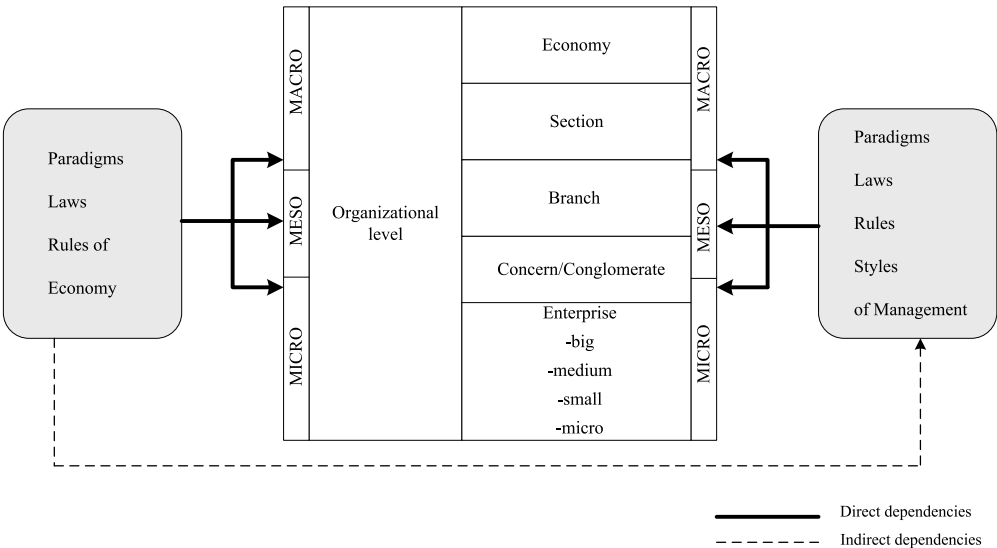 Paradigms
Laws
Rules of
Economy
MACRO
MESO
MICRO
Organizational
level
Economy
Section
Branch
Concern/Conglomerate
Enterprise
-big
-medium
-small
-micro
MACRO
MESO
MICRO
Paradigms
Laws
Rules
Styles
of Management
Direct dependencies
Indirect dependencies